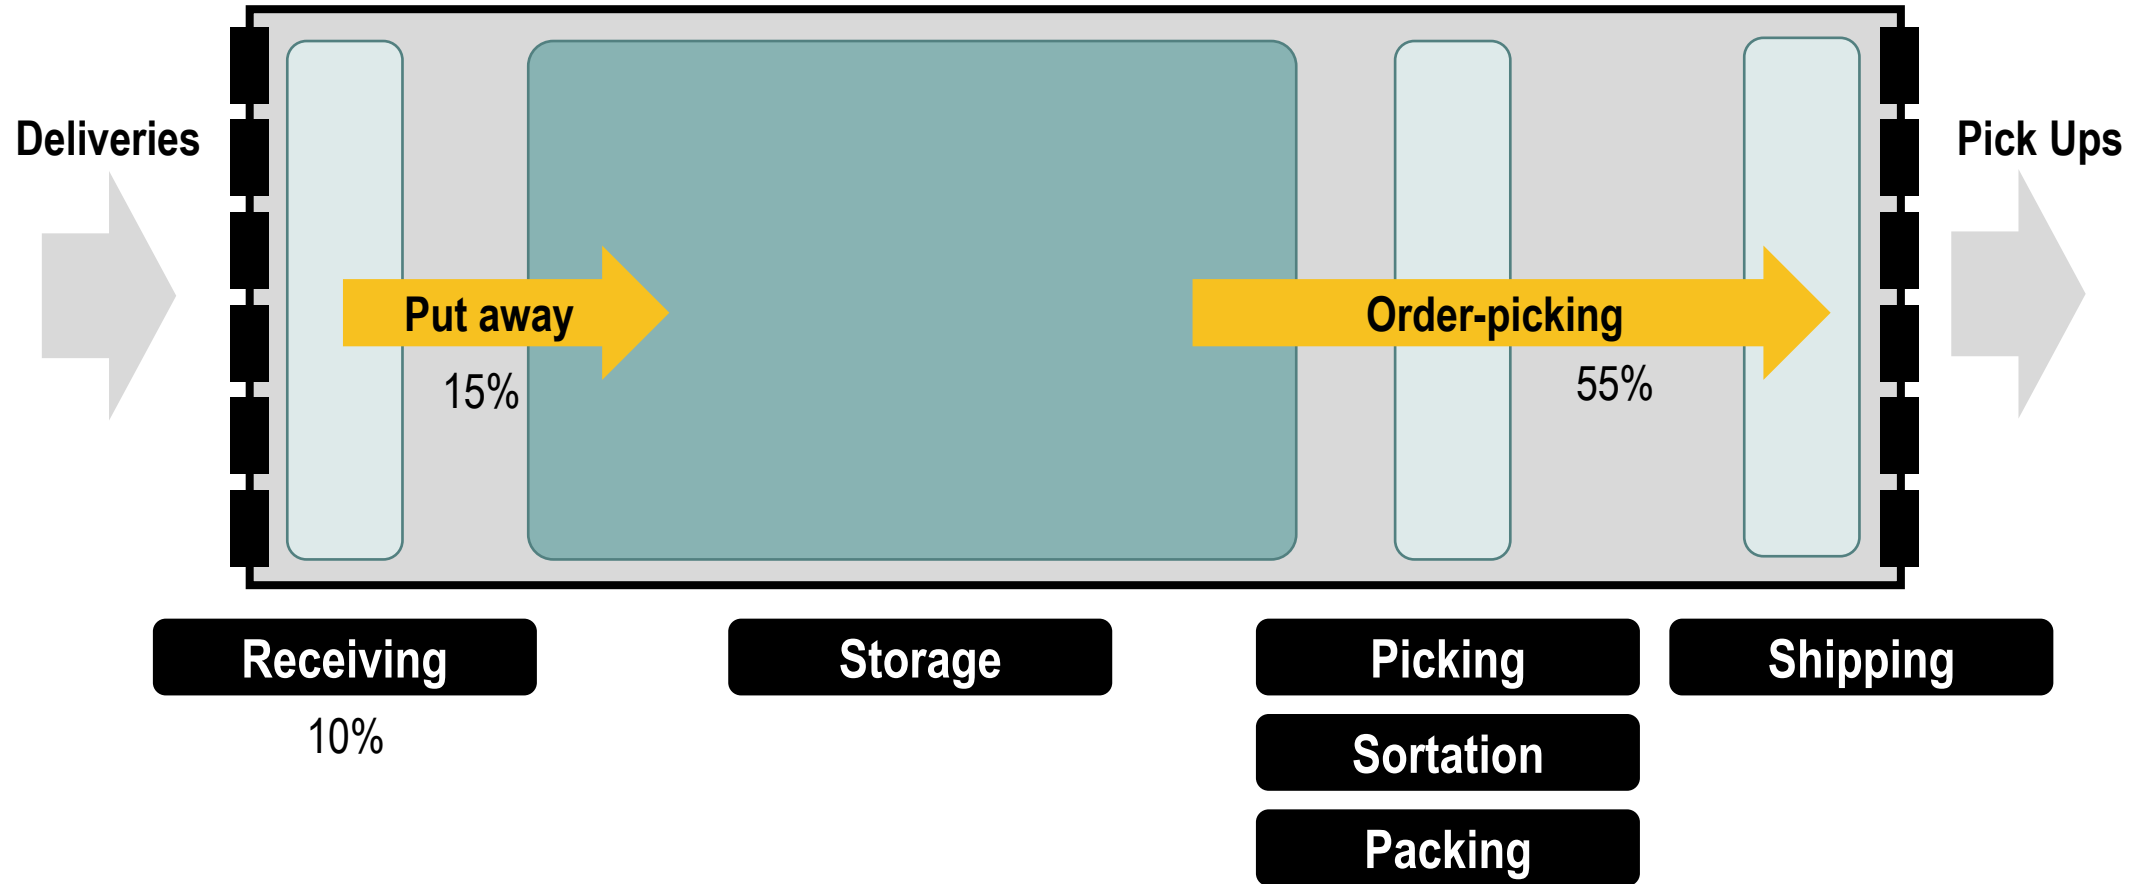 Deliveries
Pick Ups
Put away
Order-picking
15%
55%
Receiving
Storage
Picking
Shipping
10%
Sortation
Packing